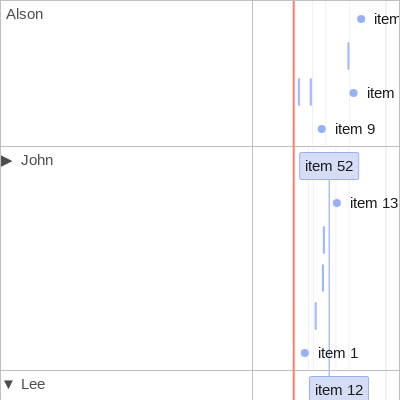 Alson
item
item
item 9
▶ John
item 52
item 13
item 1
▼ Lee
item 12